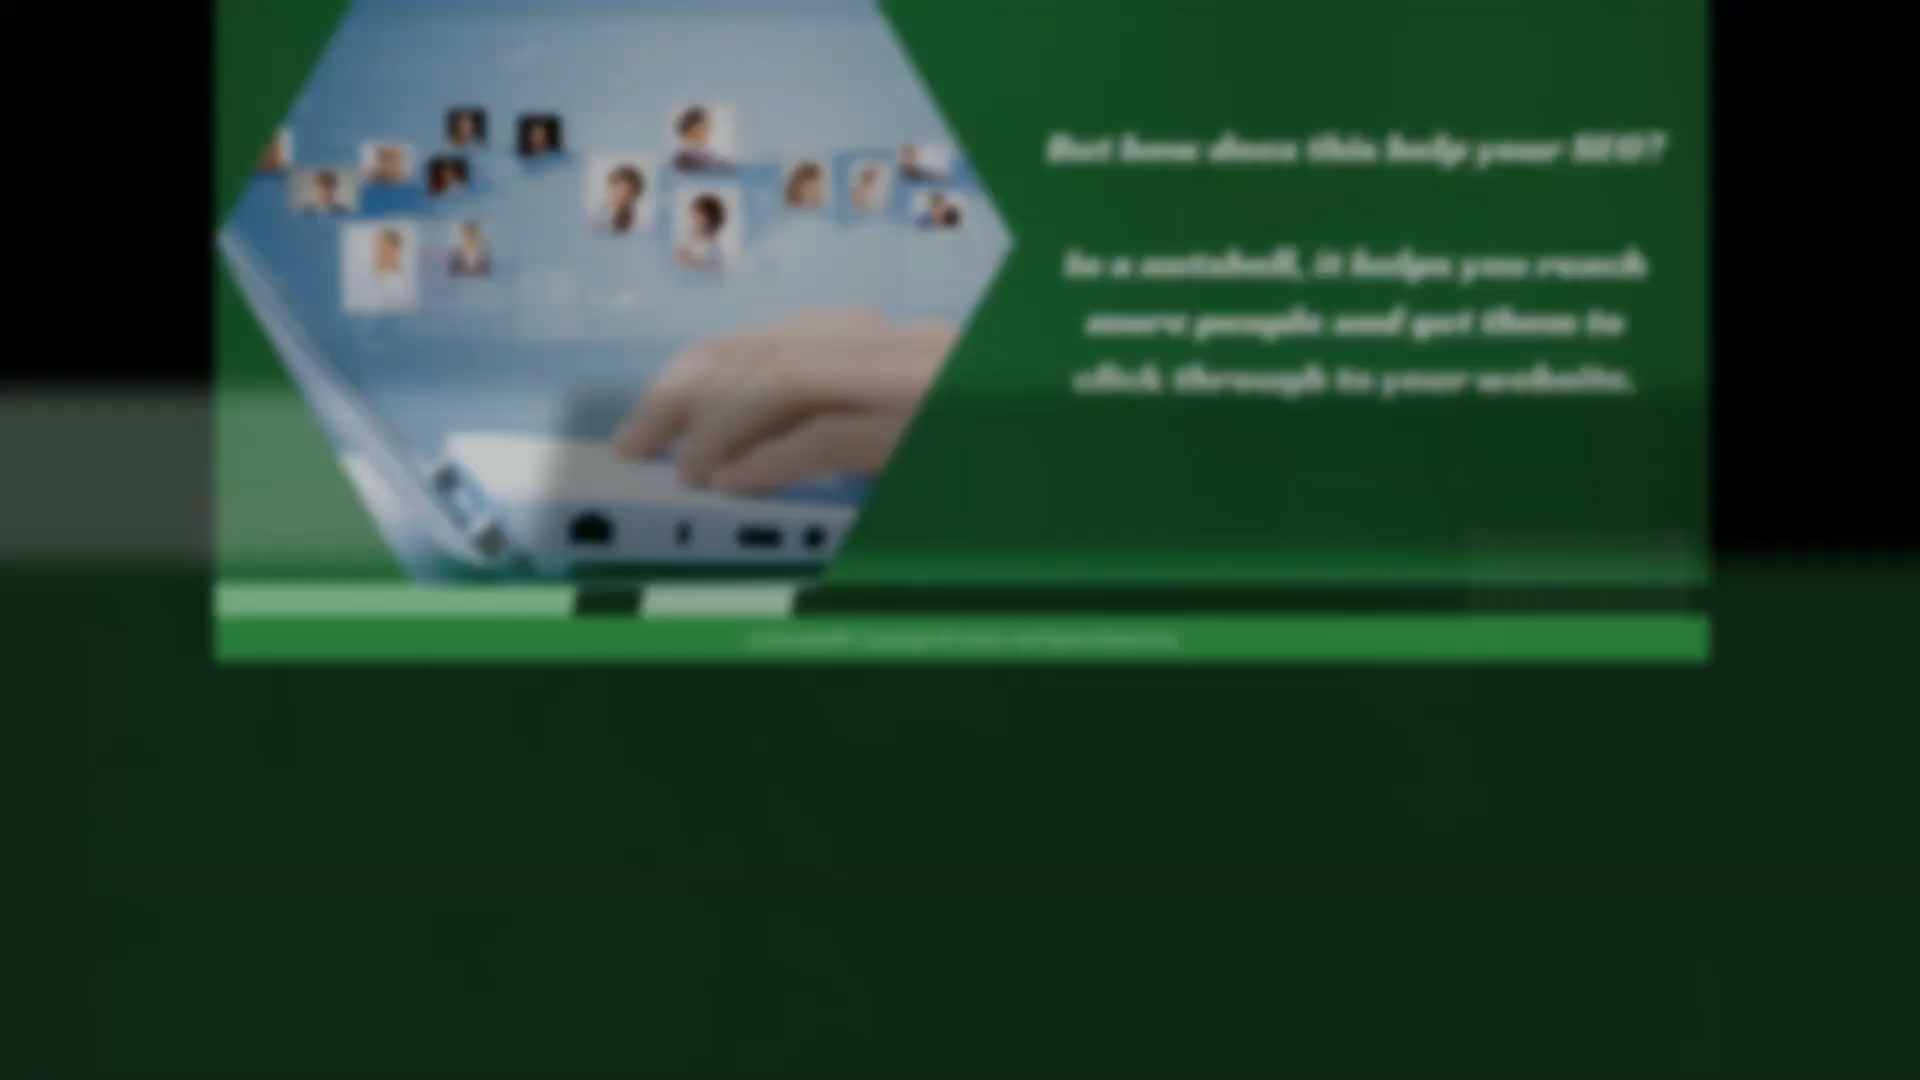 But how does this help your SEO?
In a nutshell, it helps you reach
more people and get them to
click through to your website.